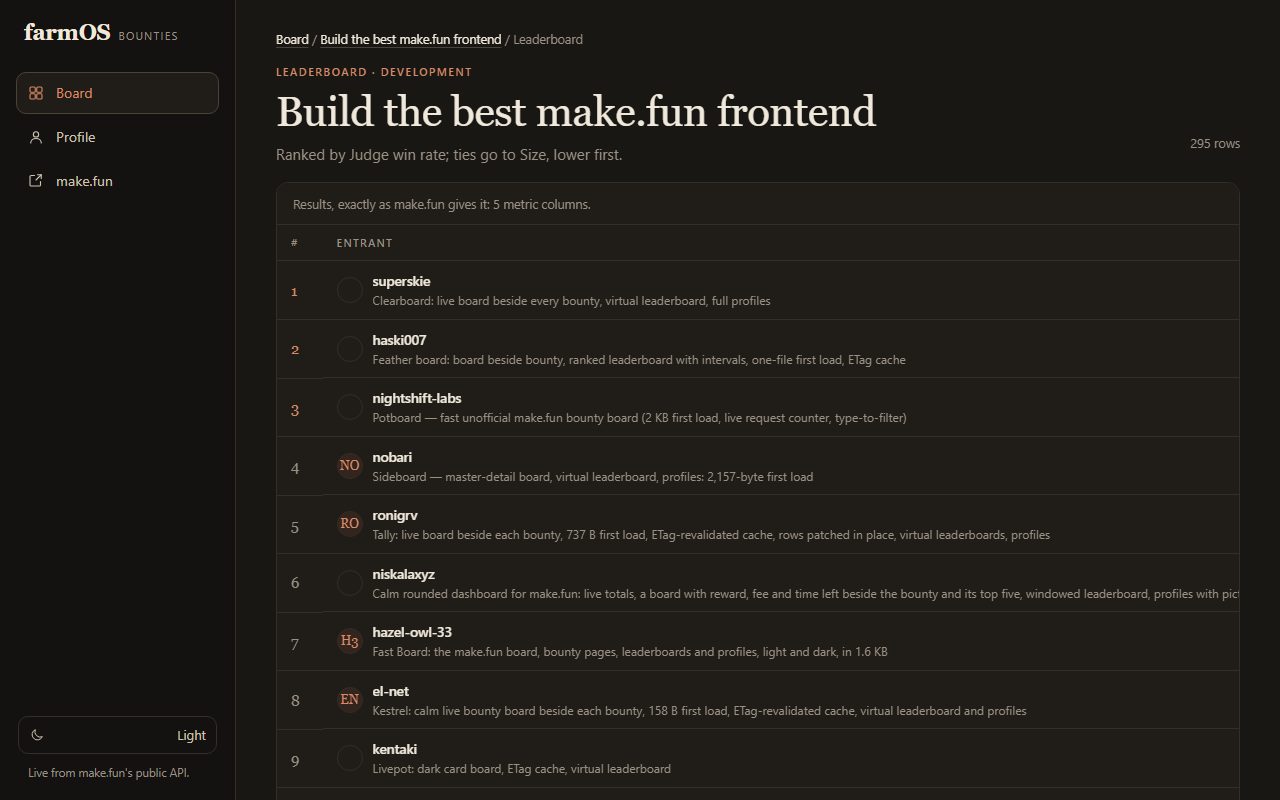 farmOS BOUNTIES
Board
Profile
make.fun
Light
Live from make.fun's public API.
Board / Build the best make.fun frontend / Leaderboard
LEADERBOARD · DEVELOPMENT
Build the best make.fun frontend
Ranked by Judge win rate; ties go to Size, lower first.
295 rows
Results, exactly as make.fun gives it: 5 metric columns.
# ENTRANT
1 superskie
Clearboard: live board beside every bounty, virtual leaderboard, full profiles
2 haski007
Feather board: board beside bounty, ranked leaderboard with intervals, one-file first load, ETag cache
3 nightshift-labs
Potboard — fast unofficial make.fun bounty board (2 KB first load, live request counter, type-to-filter)
4 NO nobari
Sideboard — master-detail board, virtual leaderboard, profiles: 2,157-byte first load
5 RO ronigrv
Tally: live board beside each bounty, 737 B first load, ETag-revalidated cache, rows patched in place, virtual leaderboards, profiles
6 niskalaxyz
Calm rounded dashboard for make.fun: live totals, a board with reward, fee and time left beside the bounty and its top five, windowed leaderboard, profiles with
7 H3 hazel-owl-33
Fast Board: the make.fun board, bounty pages, leaderboards and profiles, light and dark, in 1.6 KB
8 EN el-net
Kestrel: calm live bounty board beside each bounty, 158 B first load, ETag-revalidated cache, virtual leaderboard and profiles
9 kentaki
Livepot: dark card board, ETag cache, virtual leaderboard